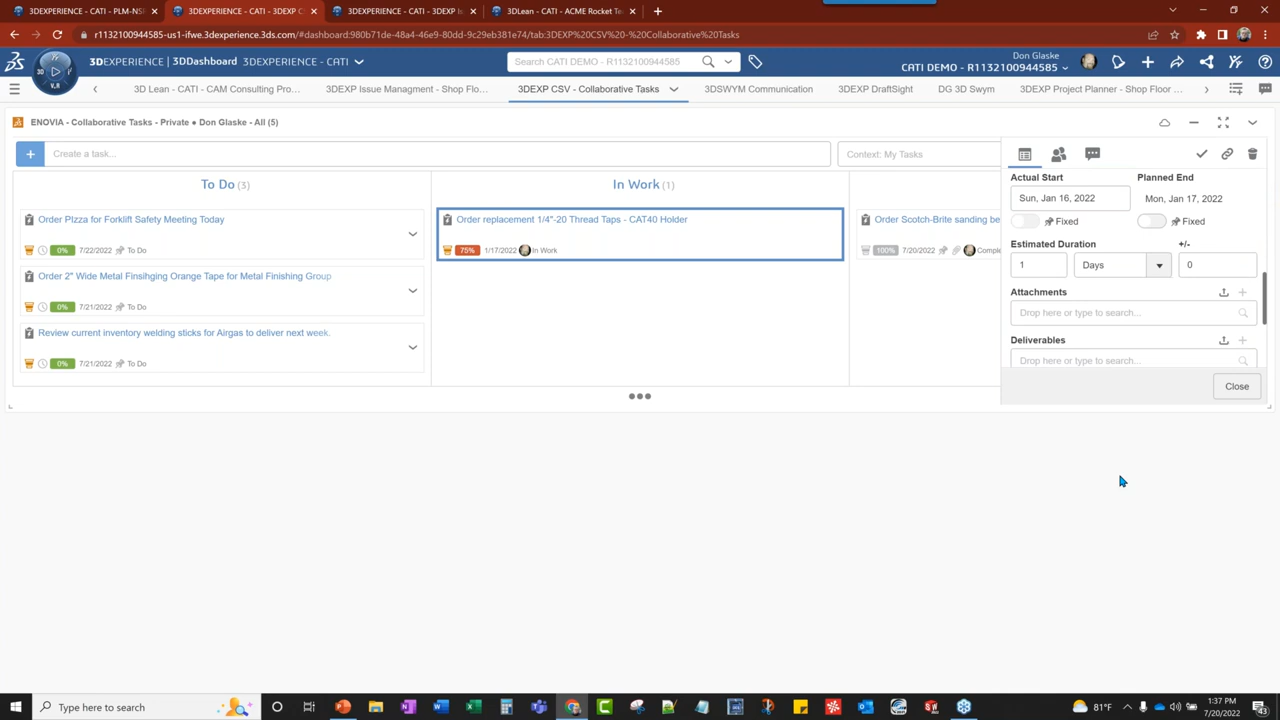 3DEXPERIENCE - CATI - PLM-NSF
3DEXPERIENCE - CATI - 3DEXP C
3DEXPERIENCE - CATI - 3DEXP Is
3DLean - CATI - ACME Rocket Te
r1132100944585-us1-ifwe.3dexperience.3ds.com/#dashboard:980b71de-48a4-46e9-80dd-9c29eb381e74/tab:3DEXP%20CSV%20-%20Collaborative%20Tasks
3DEXPERIENCE | 3DDashboard 3DEXPERIENCE - CATI
Search CATI DEMO - R1132100944585
Don Glaske
CATI DEMO - R1132100944585
3D Lean - CATI - CAM Consulting Pro...
3DEXP Issue Managment - Shop Flo...
3DEXP CSV - Collaborative Tasks
3DSWYM Communication
3DEXP DraftSight
DG 3D Swym
3DEXP Project Planner - Shop Floor ...
ENOVIA - Collaborative Tasks - Private ● Don Glaske - All (5)
+ Create a task...
Context: My Tasks
To Do (3)
Order PIzza for Forklift Safety Meeting Today
0% 7/22/2022 To Do
Order 2" Wide Metal Finsihging Orange Tape for Metal Finishing Group
0% 7/21/2022 To Do
Review current inventory welding sticks for Airgas to deliver next week.
0% 7/21/2022 To Do
In Work (1)
Order replacement 1/4"-20 Thread Taps - CAT40 Holder
75% 1/17/2022 In Work
Order Scotch-Brite sanding be
100% 7/20/2022 Comple
Actual Start Planned End
Sun, Jan 16, 2022 Mon, Jan 17, 2022
Fixed Fixed
Estimated Duration +/-
1 Days 0
Attachments
Drop here or type to search...
Deliverables
Drop here or type to search...
Close
Type here to search
81°F
1:37 PM
7/20/2022